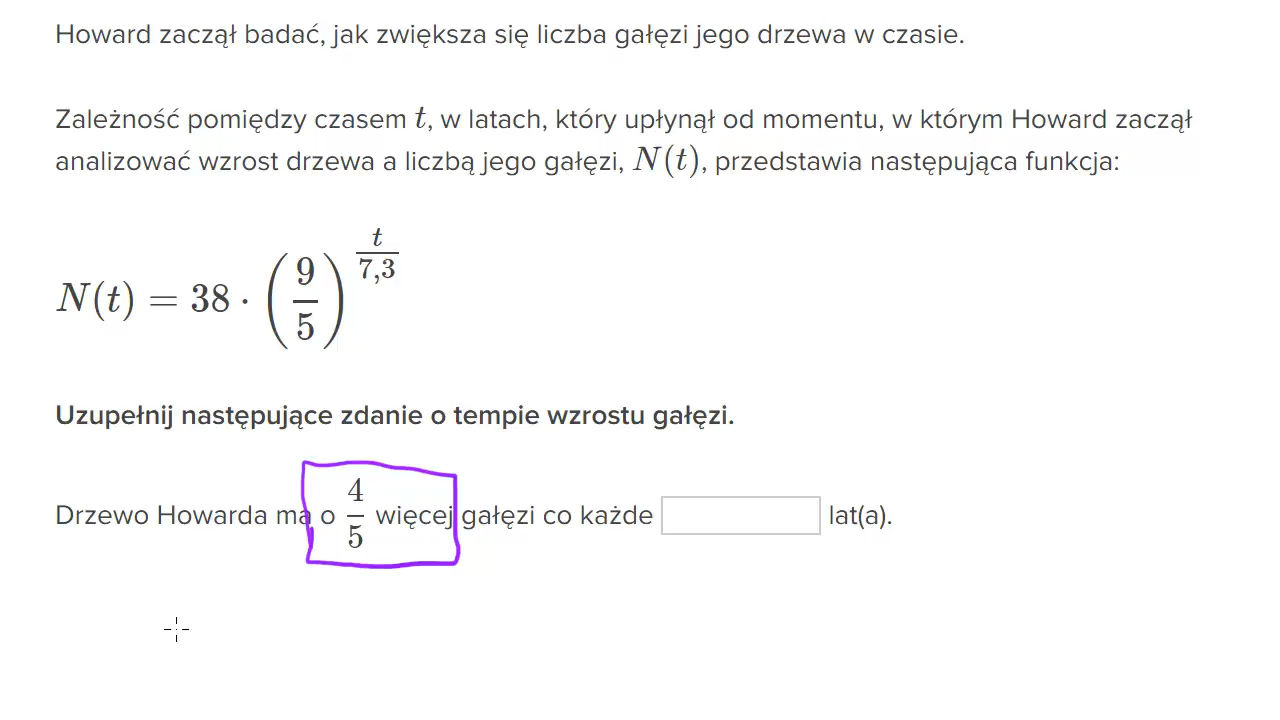 Howard zaczął badać, jak zwiększa się liczba gałęzi jego drzewa w czasie.
Zależność pomiędzy czasem t, w latach, który upłynął od momentu, w którym Howard zaczął
analizować wzrost drzewa a liczbą jego gałęzi, N(t), przedstawia następująca funkcja:
N(t) = 38 · (9/5)^(t/7,3)
Uzupełnij następujące zdanie o tempie wzrostu gałęzi.
Drzewo Howarda ma o 4/5 więcej gałęzi co każde lat(a).